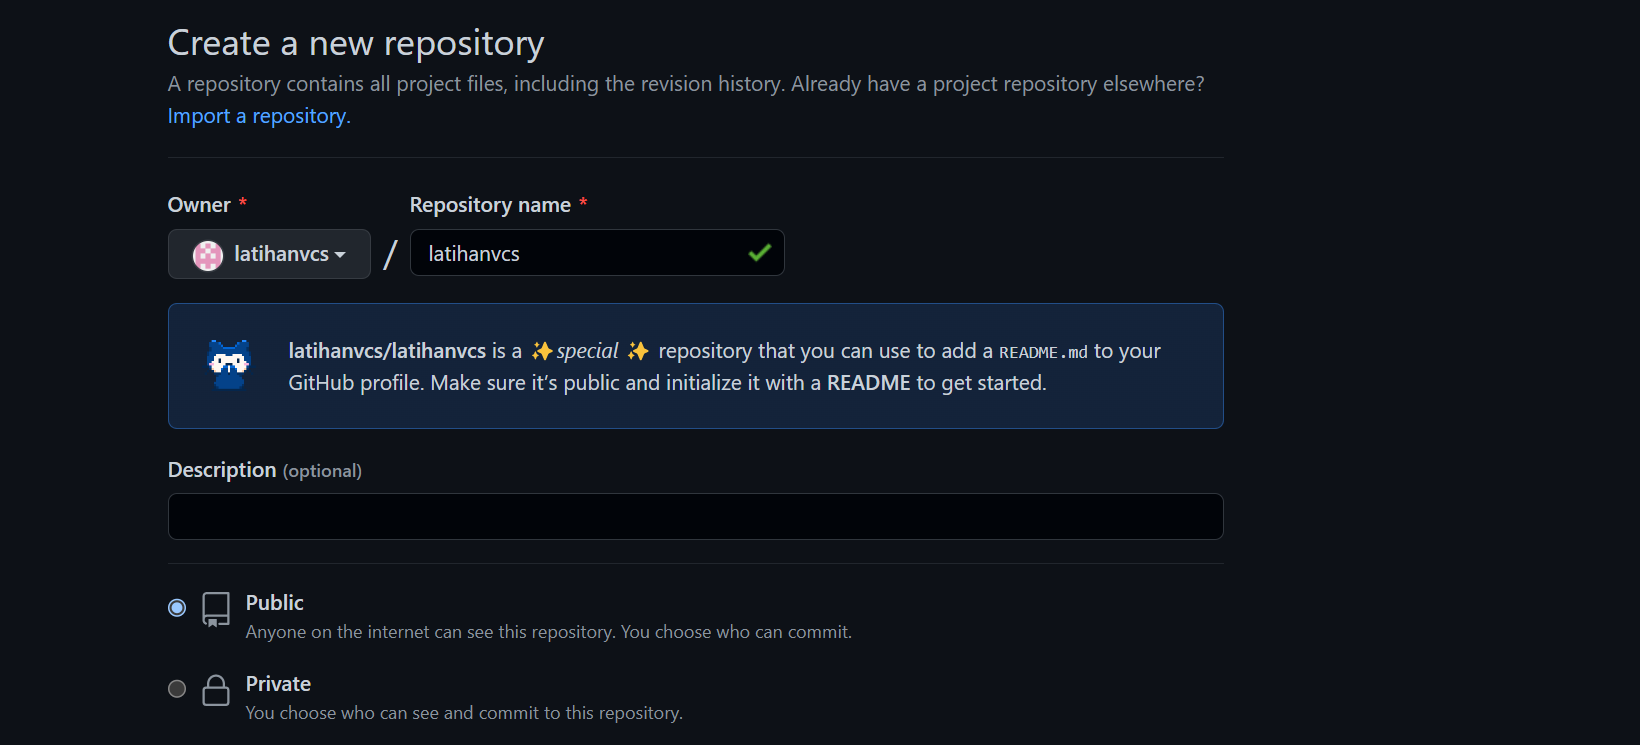 Create a new repository
A repository contains all project files, including the revision history. Already have a project repository elsewhere?
Import a repository.
Owner * Repository name *
latihanvcs / latihanvcs
latihanvcs/latihanvcs is a ✨ special ✨ repository that you can use to add a README.md to your
GitHub profile. Make sure it’s public and initialize it with a README to get started.
Description (optional)
Public
Anyone on the internet can see this repository. You choose who can commit.
Private
You choose who can see and commit to this repository.